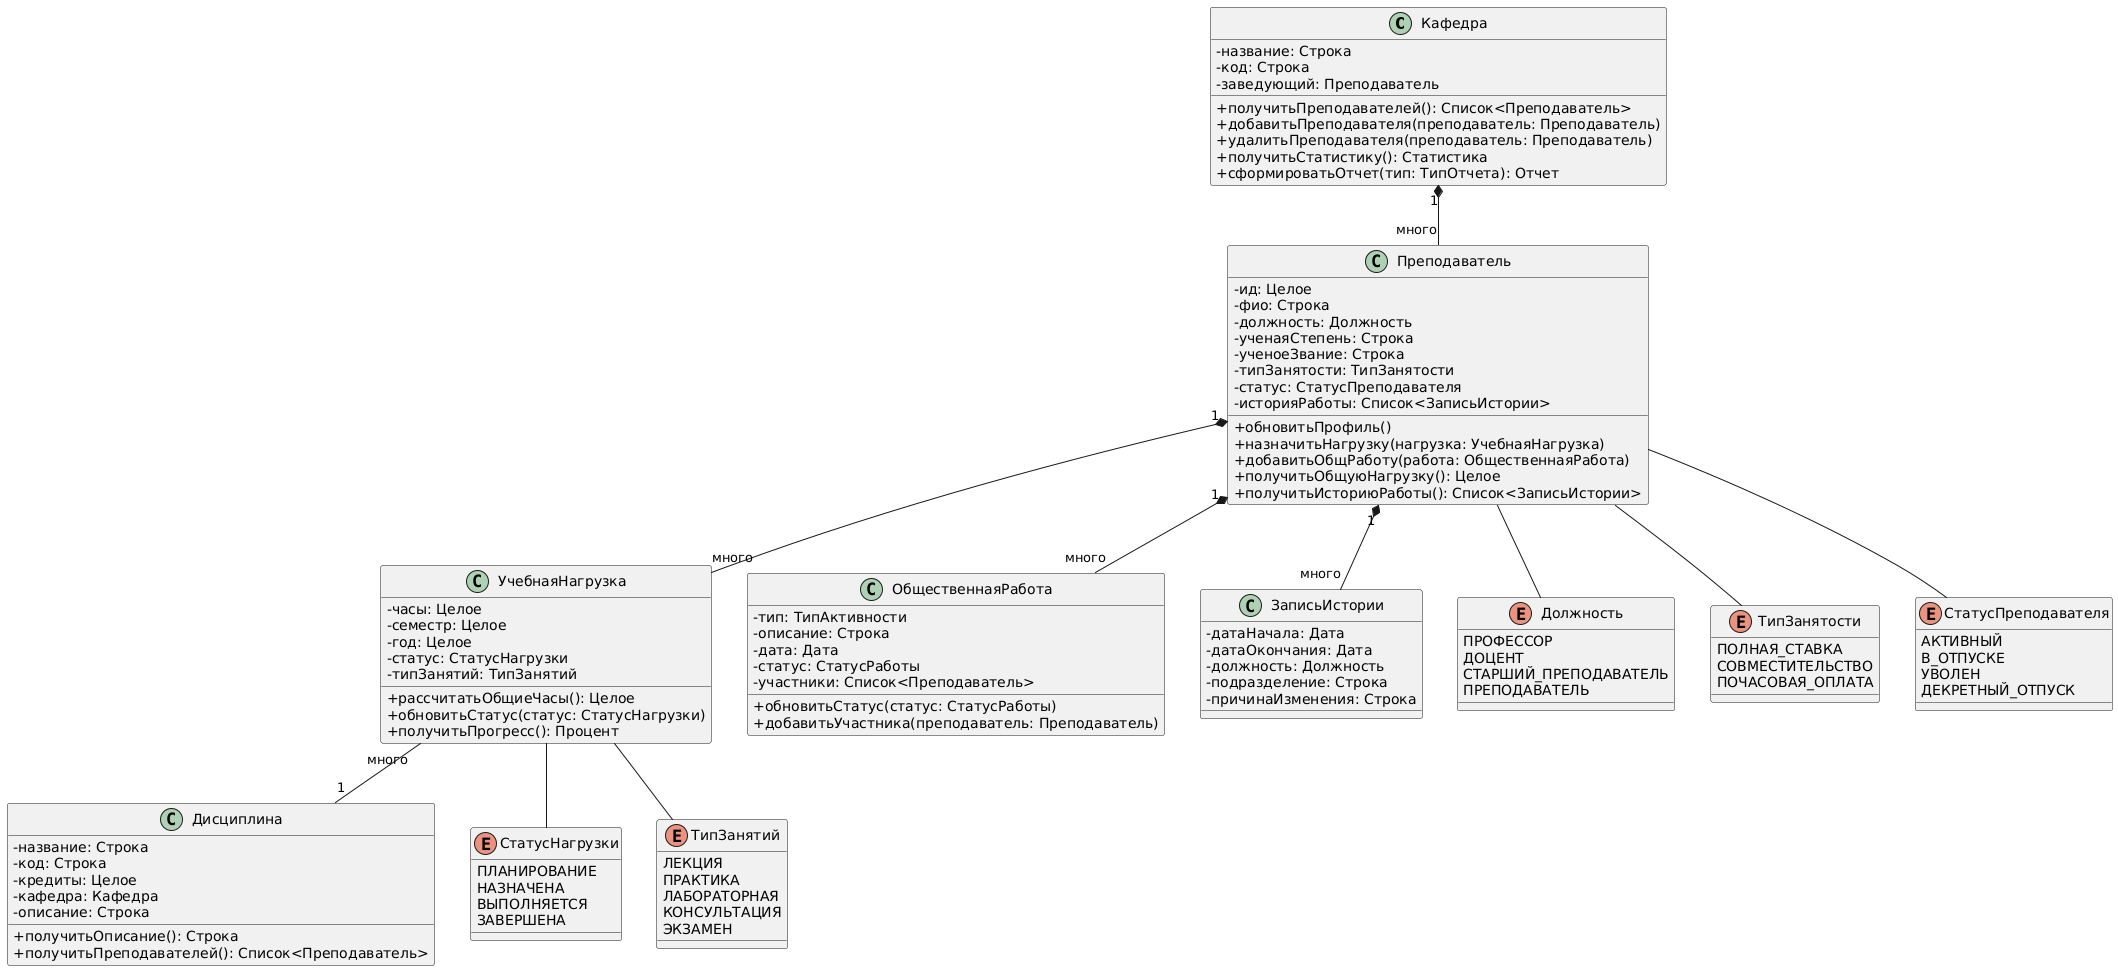 Кафедра
-название: Строка
-код: Строка
-заведующий: Преподаватель
+получитьПреподавателей(): Список<Преподаватель>
+добавитьПреподавателя(преподаватель: Преподаватель)
+удалитьПреподавателя(преподаватель: Преподаватель)
+получитьСтатистику(): Статистика
+сформироватьОтчет(тип: ТипОтчета): Отчет
1
много
Преподаватель
-ид: Целое
-фио: Строка
-должность: Должность
-ученаяСтепень: Строка
-ученоеЗвание: Строка
-типЗанятости: ТипЗанятости
-статус: СтатусПреподавателя
-историяРаботы: Список<ЗаписьИстории>
+обновитьПрофиль()
+назначитьНагрузку(нагрузка: УчебнаяНагрузка)
+добавитьОбщРаботу(работа: ОбщественнаяРабота)
+получитьОбщуюНагрузку(): Целое
+получитьИсториюРаботы(): Список<ЗаписьИстории>
1
1
1
много
много
много
УчебнаяНагрузка
-часы: Целое
-семестр: Целое
-год: Целое
-статус: СтатусНагрузки
-типЗанятий: ТипЗанятий
+рассчитатьОбщиеЧасы(): Целое
+обновитьСтатус(статус: СтатусНагрузки)
+получитьПрогресс(): Процент
ОбщественнаяРабота
-тип: ТипАктивности
-описание: Строка
-дата: Дата
-статус: СтатусРаботы
-участники: Список<Преподаватель>
+обновитьСтатус(статус: СтатусРаботы)
+добавитьУчастника(преподаватель: Преподаватель)
ЗаписьИстории
-датаНачала: Дата
-датаОкончания: Дата
-должность: Должность
-подразделение: Строка
-причинаИзменения: Строка
Должность
ПРОФЕССОР
ДОЦЕНТ
СТАРШИЙ_ПРЕПОДАВАТЕЛЬ
ПРЕПОДАВАТЕЛЬ
ТипЗанятости
ПОЛНАЯ_СТАВКА
СОВМЕСТИТЕЛЬСТВО
ПОЧАСОВАЯ_ОПЛАТА
СтатусПреподавателя
АКТИВНЫЙ
В_ОТПУСКЕ
УВОЛЕН
ДЕКРЕТНЫЙ_ОТПУСК
много
1
Дисциплина
-название: Строка
-код: Строка
-кредиты: Целое
-кафедра: Кафедра
-описание: Строка
+получитьОписание(): Строка
+получитьПреподавателей(): Список<Преподаватель>
СтатусНагрузки
ПЛАНИРОВАНИЕ
НАЗНАЧЕНА
ВЫПОЛНЯЕТСЯ
ЗАВЕРШЕНА
ТипЗанятий
ЛЕКЦИЯ
ПРАКТИКА
ЛАБОРАТОРНАЯ
КОНСУЛЬТАЦИЯ
ЭКЗАМЕН